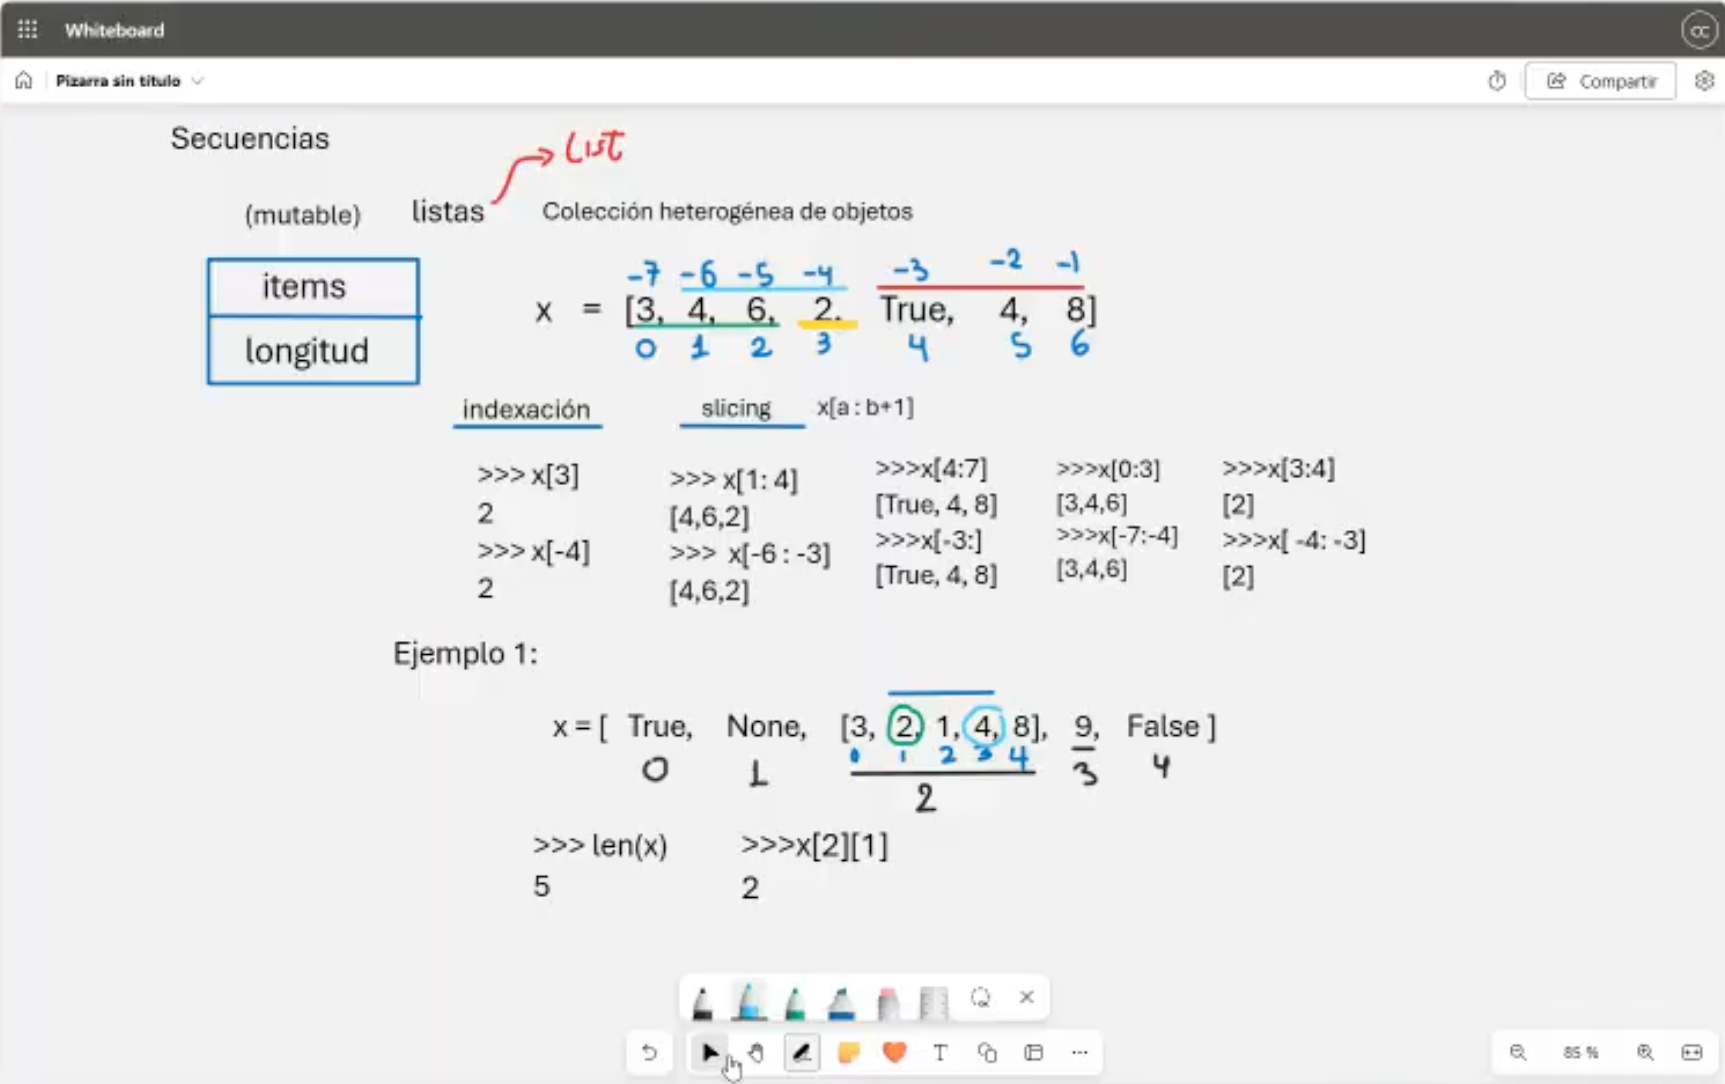 Whiteboard
CC
Pizarra sin título
Compartir
Secuencias
List
(mutable) listas Colección heterogénea de objetos
items
longitud
-7 -6 -5 -4 -3 -2 -1
x = [3, 4, 6, 2. True, 4, 8]
0 1 2 3 4 5 6
indexación slicing x[a : b+1]
>>> x[3]
2
>>> x[-4]
2
>>> x[1: 4]
[4,6,2]
>>> x[-6 : -3]
[4,6,2]
>>>x[4:7]
[True, 4, 8]
>>>x[-3:]
[True, 4, 8]
>>>x[0:3]
[3,4,6]
>>>x[-7:-4]
[3,4,6]
>>>x[3:4]
[2]
>>>x[ -4: -3]
[2]
Ejemplo 1:
x = [ True, None, [3, 2, 1, 4, 8], 9, False ]
0 1 2 3 4
0 1 2 3 4
>>> len(x)
5
>>>x[2][1]
2
T
85 %